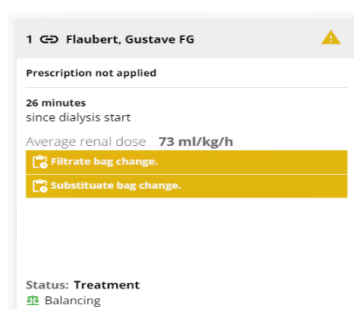 1 Flaubert, Gustave FG
Prescription not applied
26 minutes
since dialysis start
Average renal dose 73 ml/kg/h
Filtrate bag change.
Substituate bag change.
Status: Treatment
Balancing